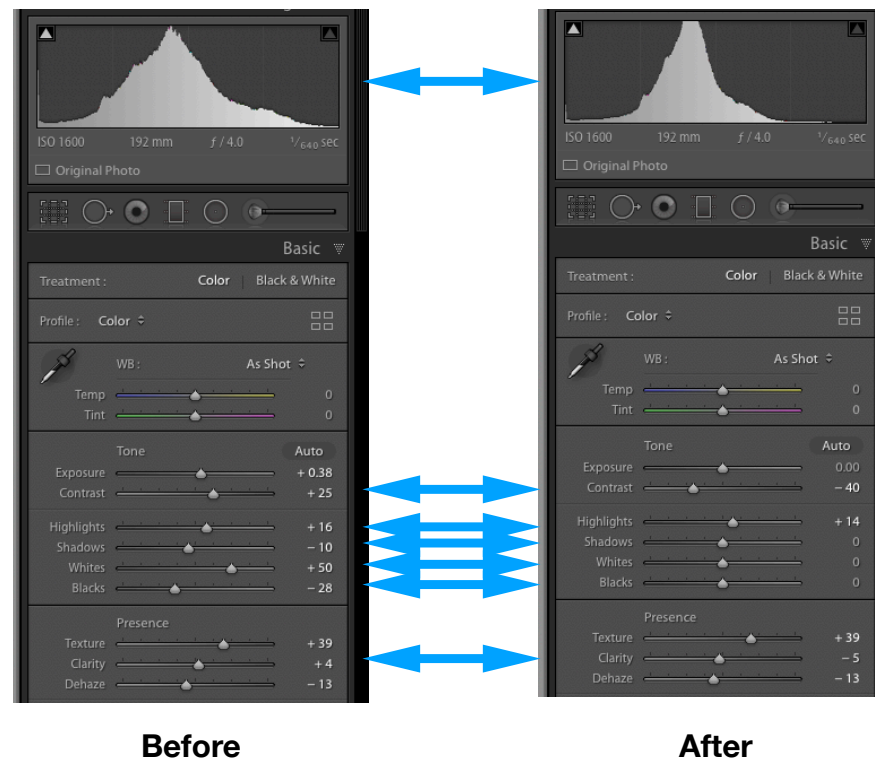 ISO 1600 192 mm ƒ / 4.0 1/640 sec
Original Photo
Basic
Treatment : Color | Black & White
Profile : Color
WB : As Shot
Temp 0
Tint 0
Tone Auto
Exposure + 0.38
Contrast + 25
Highlights + 16
Shadows − 10
Whites + 50
Blacks − 28
Presence
Texture + 39
Clarity + 4
Dehaze − 13
Before
ISO 1600 192 mm ƒ / 4.0 1/640 sec
Original Photo
Basic
Treatment : Color | Black & White
Profile : Color
WB : As Shot
Temp 0
Tint 0
Tone Auto
Exposure 0.00
Contrast − 40
Highlights + 14
Shadows 0
Whites 0
Blacks 0
Presence
Texture + 39
Clarity − 5
Dehaze − 13
After